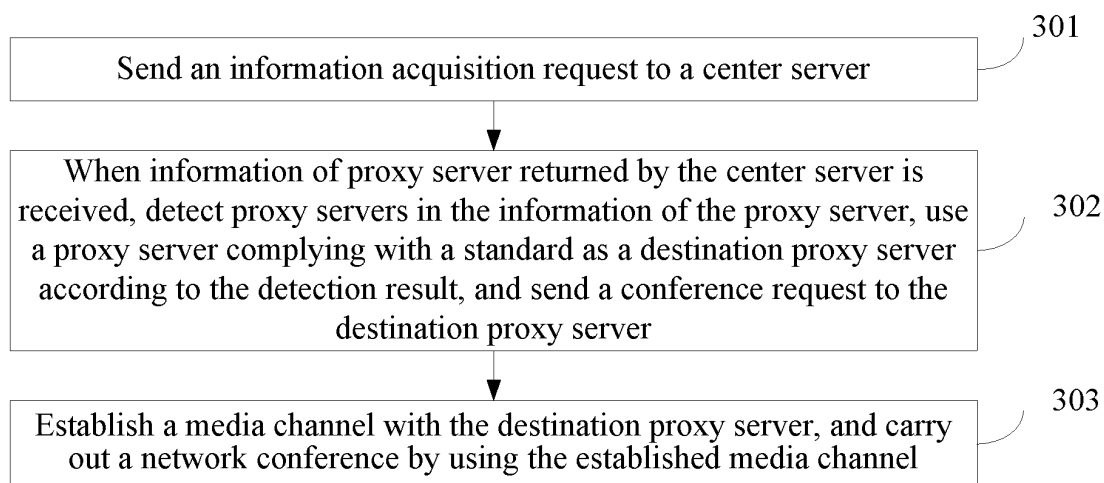 301
Send an information acquisition request to a center server
When information of proxy server returned by the center server is
received, detect proxy servers in the information of the proxy server, use
a proxy server complying with a standard as a destination proxy server
according to the detection result, and send a conference request to the
destination proxy server
302
Establish a media channel with the destination proxy server, and carry
out a network conference by using the established media channel
303